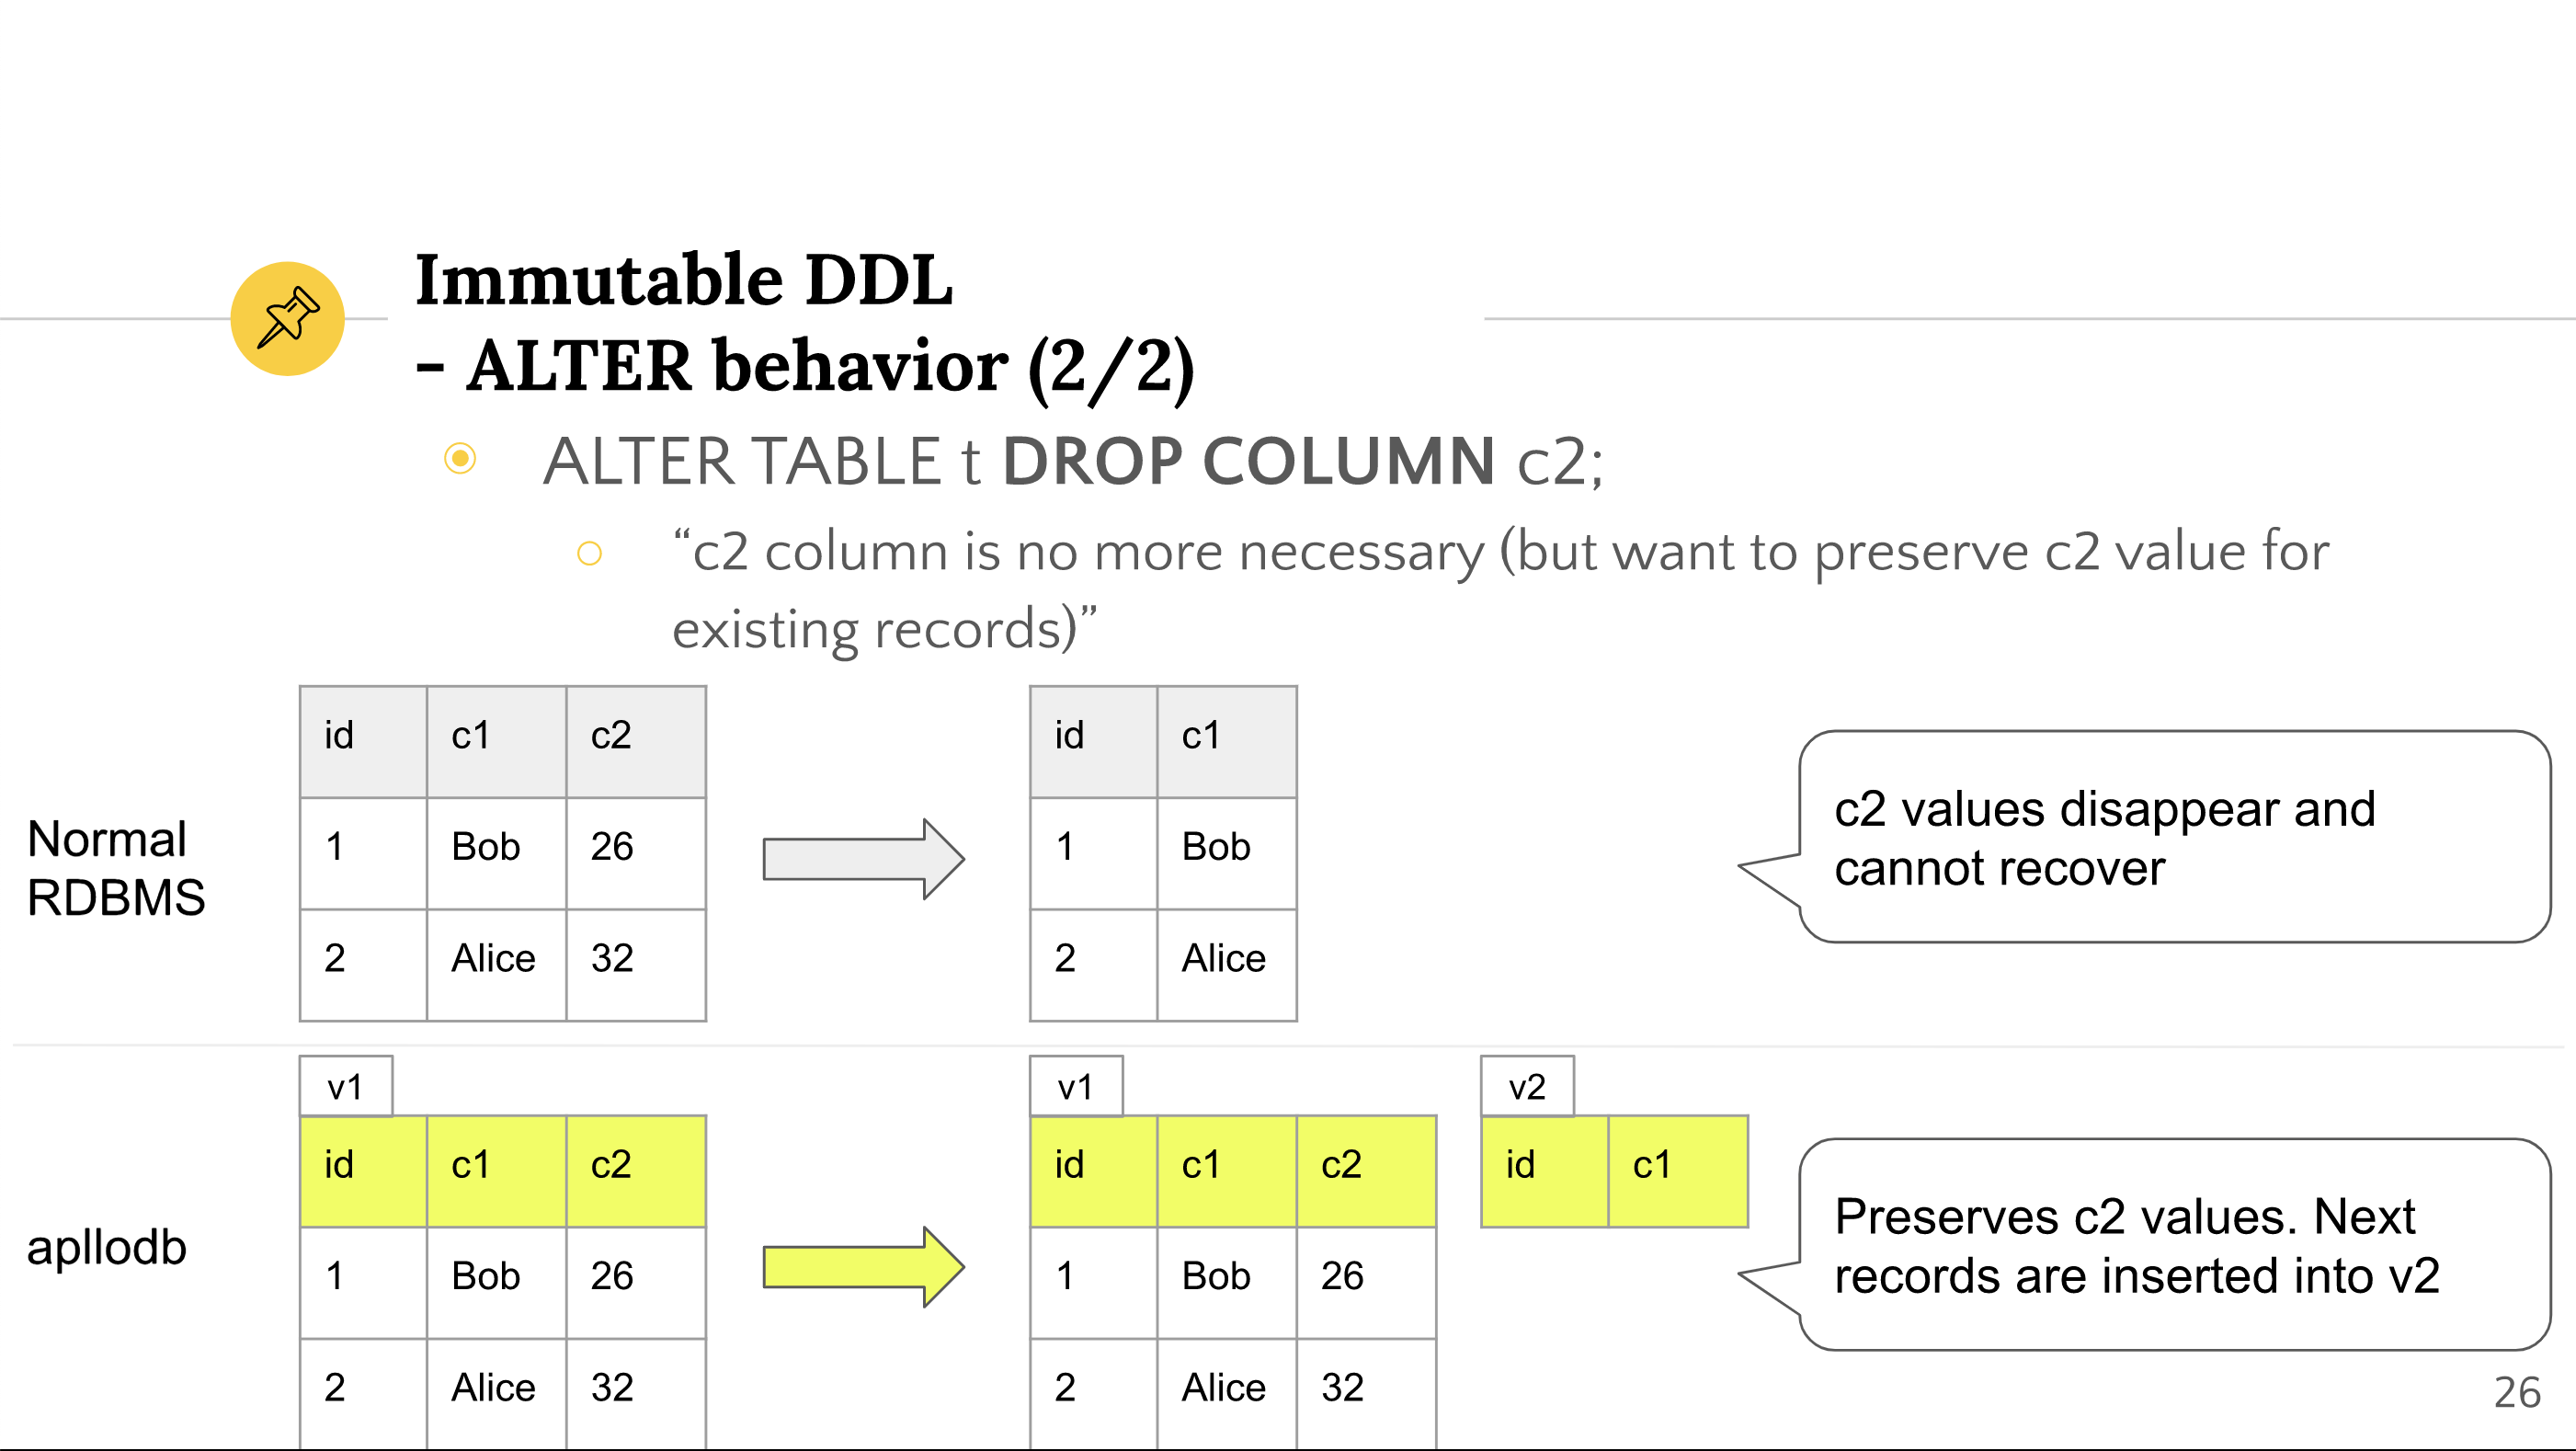 Immutable DDL
- ALTER behavior (2/2)
ALTER TABLE t DROP COLUMN c2;
“c2 column is no more necessary (but want to preserve c2 value for
existing records)”
Normal
RDBMS
id c1 c2
1 Bob 26
2 Alice 32
id c1
1 Bob
2 Alice
c2 values disappear and
cannot recover
apllodb
v1
id c1 c2
1 Bob 26
2 Alice 32
v1
id c1 c2
1 Bob 26
2 Alice 32
v2
id c1
Preserves c2 values. Next
records are inserted into v2
26